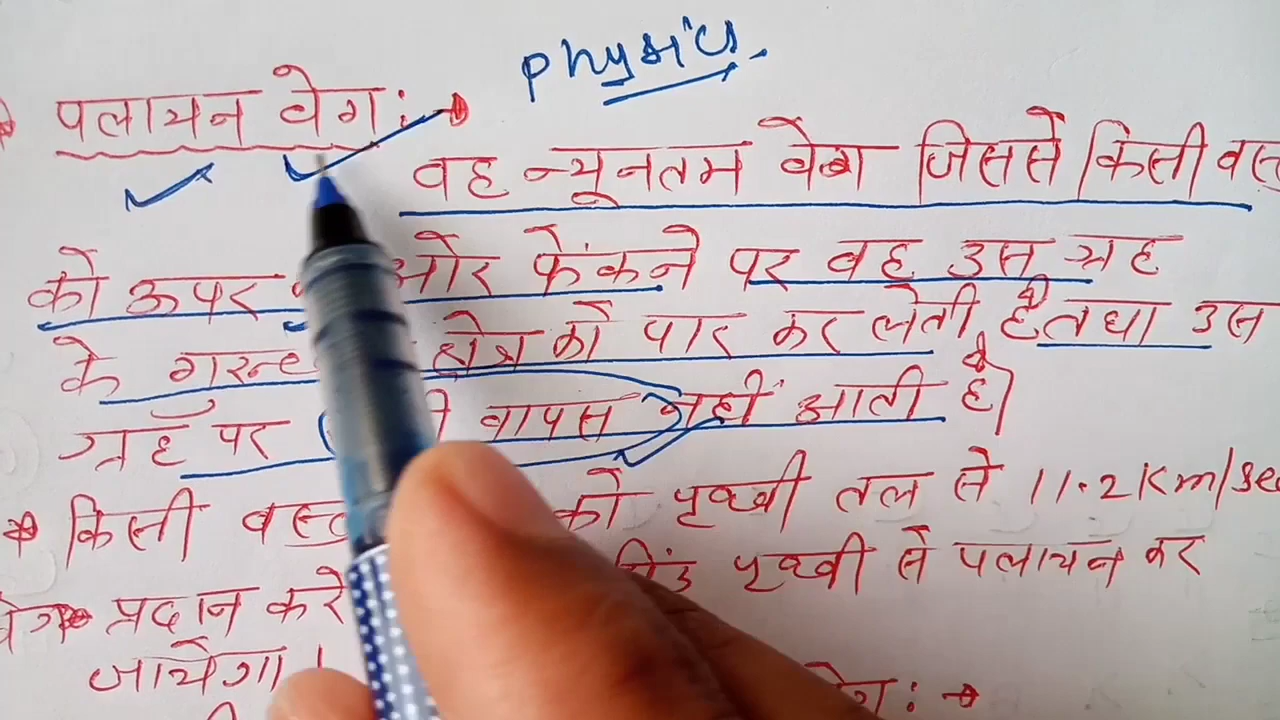 Physics
पलायन वेग :→
वह न्यूनतम वेग जिससें किसी
को ऊपर ओर फेंकने पर वह उस ग्रह
के क्षेत्र को पार कर लेती है तथा उस
ग्रह पर वापस नहीं आती है।
* किसी को पृथ्वी तल से 11.2 Km/Sec
वेग प्रदान करे पिंड पृथ्वी से पलायन कर
जायेगा।
वेग :→